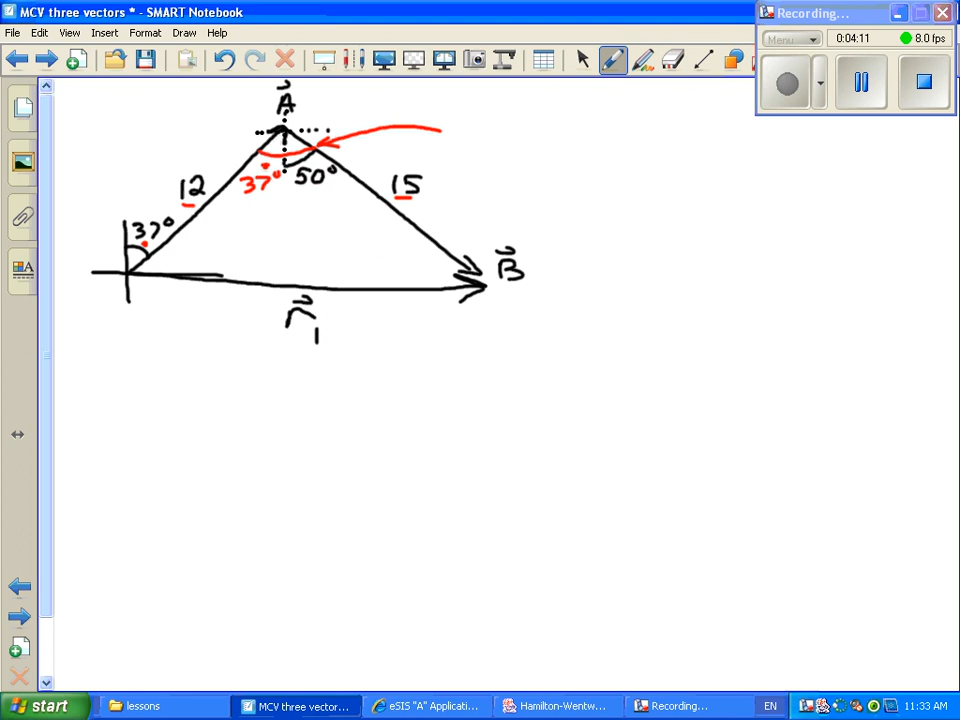 MCV three vectors * - SMART Notebook
Recording...
File Edit View Insert Format Draw Help
Menu
0:04:11
8.0 fps
A
12
37°
50°
15
37°
B
r1
start
lessons
MCV three vectors...
eSIS "A" Applicati...
Hamilton-Wentw...
Recording...
EN
11:33 AM